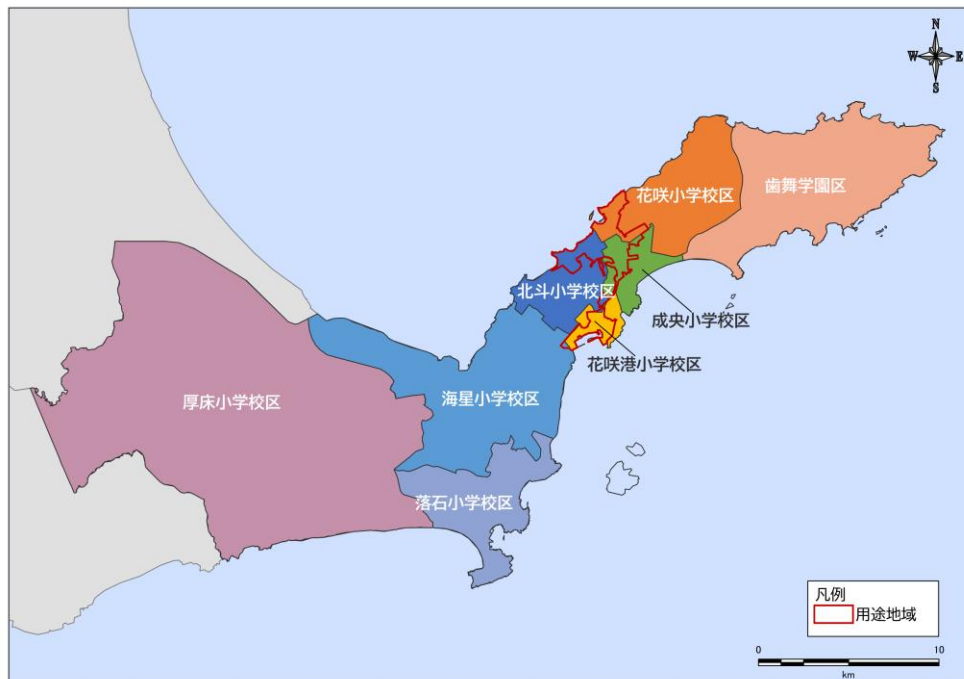 N
W E
S
歯舞学園区
花咲小学校区
北斗小学校区
成央小学校区
花咲港小学校区
海星小学校区
厚床小学校区
落石小学校区
凡例
用途地域
0 10
km